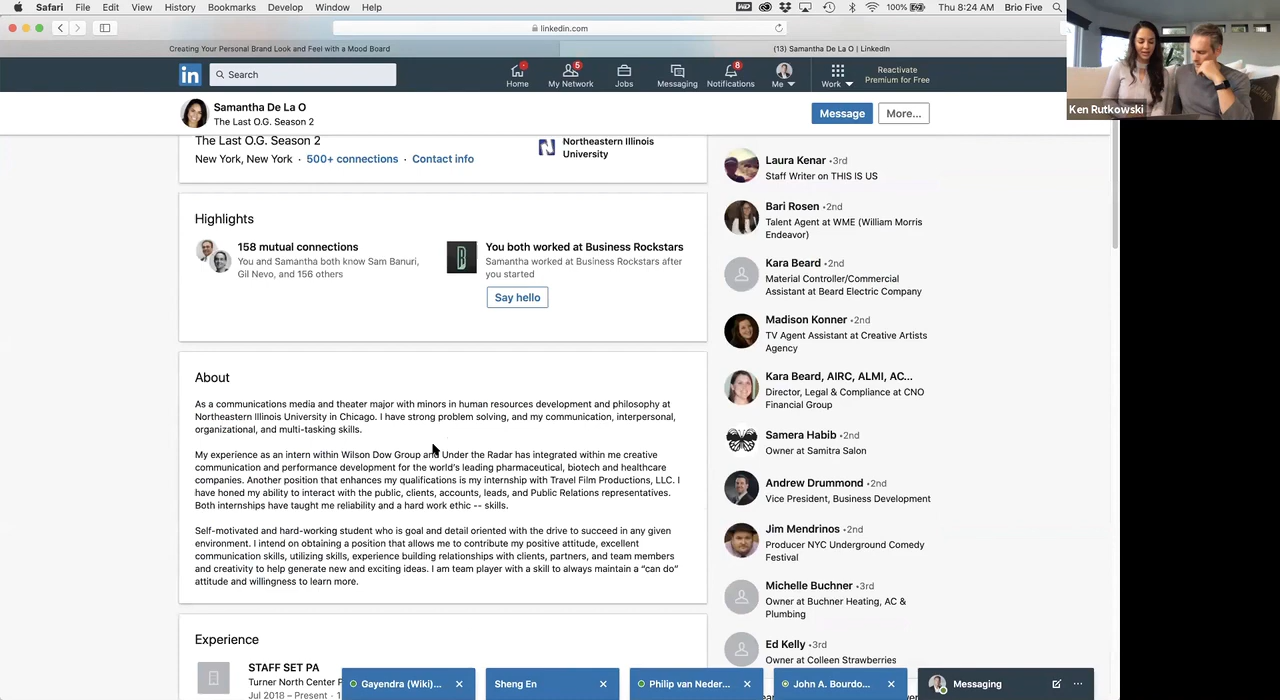 Safari File Edit View History Bookmarks Develop Window Help 100% Thu 8:24 AM Brio Five
linkedin.com
Creating Your Personal Brand Look and Feel with a Mood Board
(13) Samantha De La O | LinkedIn
in Search
Home
5 My Network
Jobs
Messaging
8 Notifications
Me
Work
Reactivate
Premium for Free
Ken Rutkowski
Samantha De La O
The Last O.G. Season 2
Message
More...
The Last O.G. Season 2
New York, New York · 500+ connections · Contact info
N Northeastern Illinois
University
Highlights
158 mutual connections
You and Samantha both know Sam Banuri,
Gil Nevo, and 156 others
B
You both worked at Business Rockstars
Samantha worked at Business Rockstars after
you started
Say hello
About
As a communications media and theater major with minors in human resources development and philosophy at
Northeastern Illinois University in Chicago. I have strong problem solving, and my communication, interpersonal,
organizational, and multi-tasking skills.
My experience as an intern within Wilson Dow Group and Under the Radar has integrated within me creative
communication and performance development for the world's leading pharmaceutical, biotech and healthcare
companies. Another position that enhances my qualifications is my internship with Travel Film Productions, LLC. I
have honed my ability to interact with the public, clients, accounts, leads, and Public Relations representatives.
Both internships have taught me reliability and a hard work ethic -- skills.
Self-motivated and hard-working student who is goal and detail oriented with the drive to succeed in any given
environment. I intend on obtaining a position that allows me to contribute my positive attitude, excellent
communication skills, utilizing skills, experience building relationships with clients, partners, and team members
and creativity to help generate new and exciting ideas. I am team player with a skill to always maintain a "can do"
attitude and willingness to learn more.
Experience
STAFF SET PA
Turner North Center P
Jul 2018 – Present · 1
Laura Kenar •3rd
Staff Writer on THIS IS US
Bari Rosen •2nd
Talent Agent at WME (William Morris
Endeavor)
Kara Beard •2nd
Material Controller/Commercial
Assistant at Beard Electric Company
Madison Konner •2nd
TV Agent Assistant at Creative Artists
Agency
Kara Beard, AIRC, ALMI, AC...
Director, Legal & Compliance at CNO
Financial Group
Samera Habib •2nd
Owner at Samitra Salon
Andrew Drummond •2nd
Vice President, Business Development
Jim Mendrinos •2nd
Producer NYC Underground Comedy
Festival
Michelle Buchner •3rd
Owner at Buchner Heating, AC &
Plumbing
Ed Kelly •3rd
Owner at Colleen Strawberries
Gayendra (Wiki)...
Sheng En
Philip van Neder...
John A. Bourdo...
Messaging